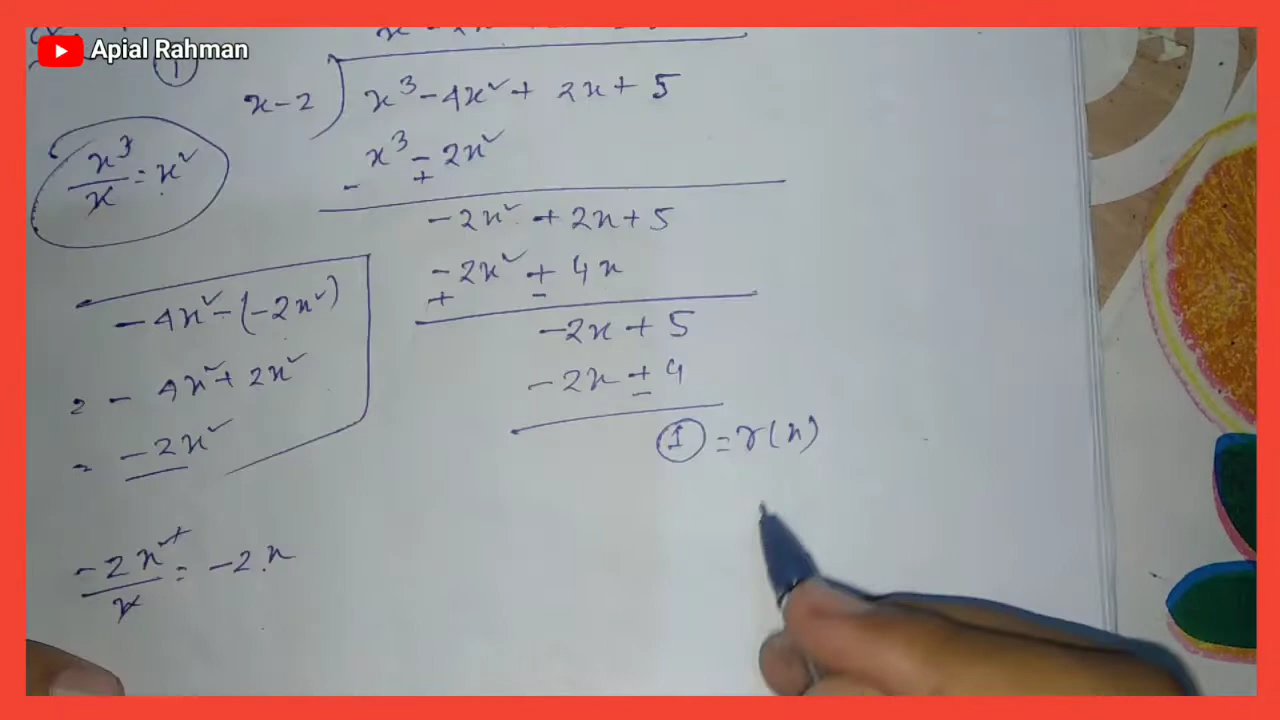 Apial Rahman
①
x-2 ) x³ - 4x² + 2x + 5
x³ - 2x²
- +
-2x² + 2x + 5
-2x² + 4x
+ -
-2x + 5
-2x + 4
-
① = r(x)
x³/x = x²
-4x² - (-2x²)
= - 4x² + 2x²
= -2x²
-2x²/x = -2x